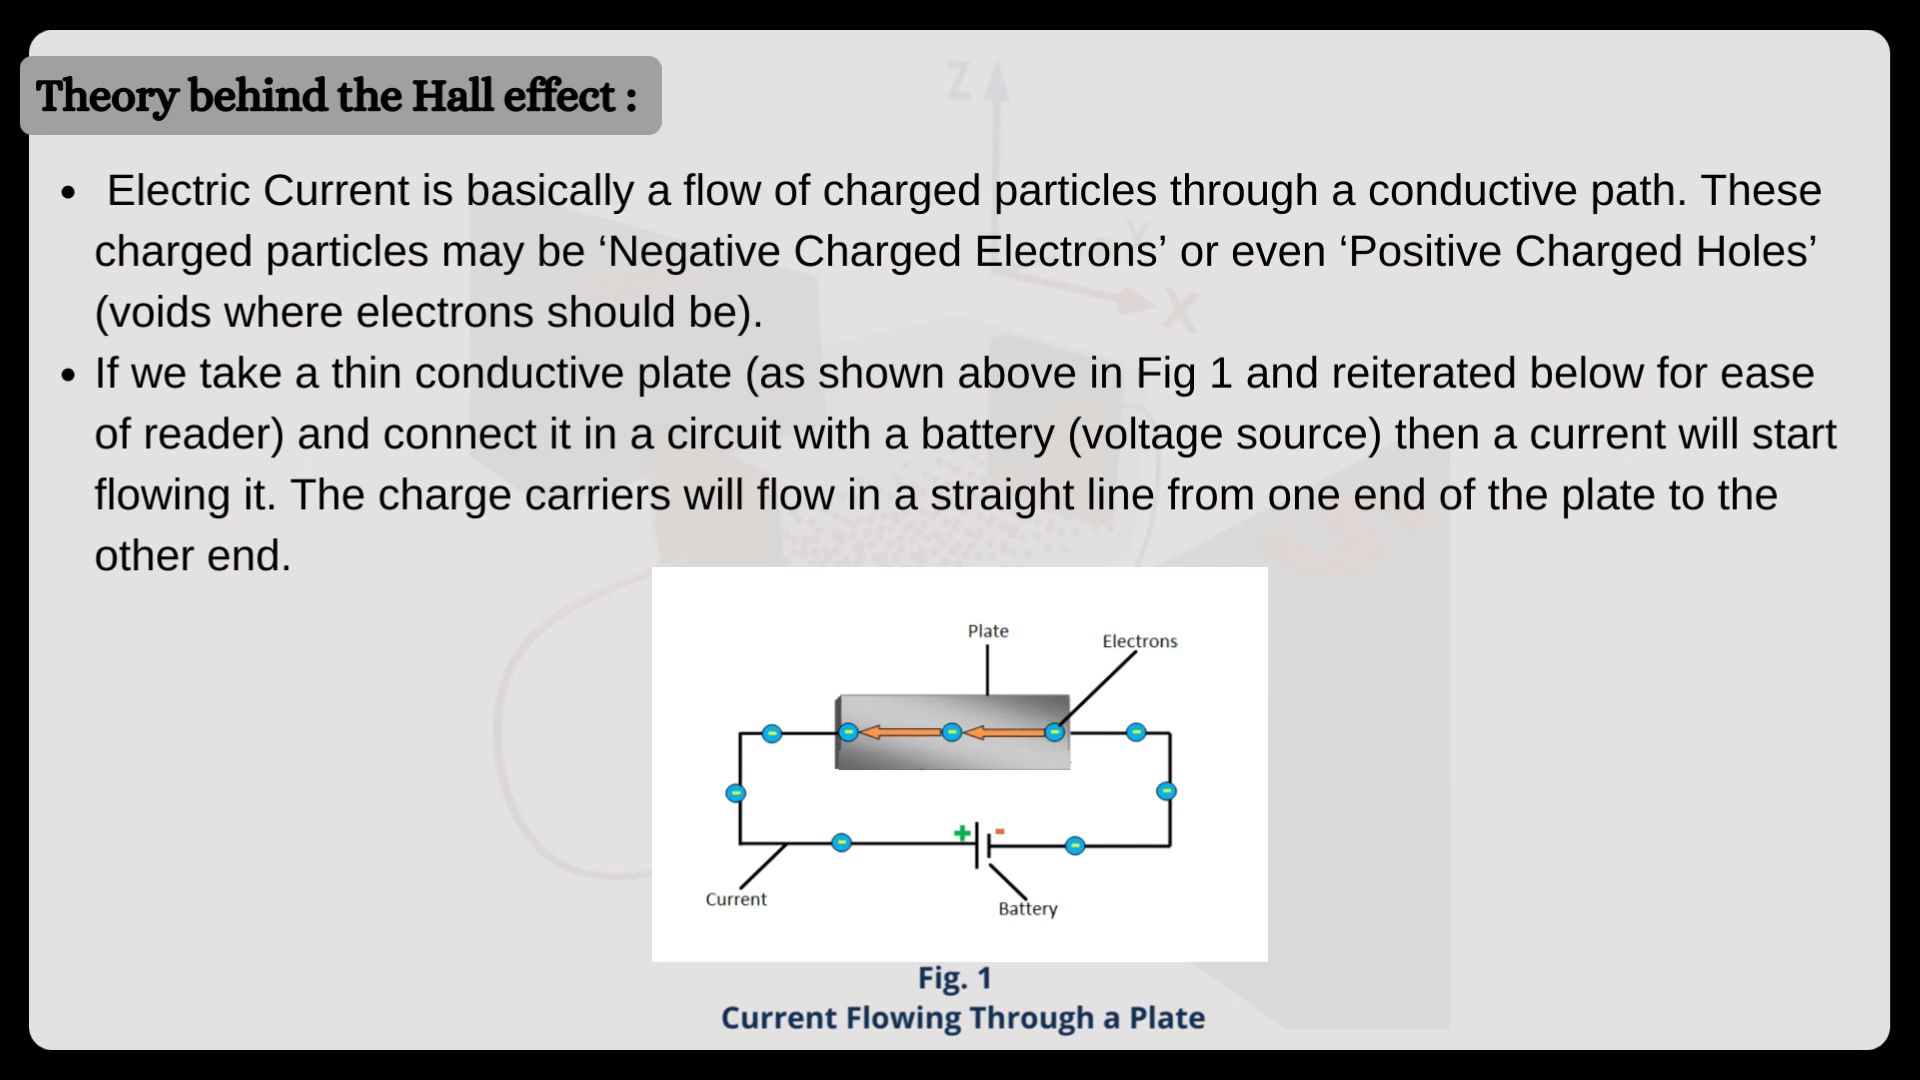 Theory behind the Hall effect :
Z
• Electric Current is basically a flow of charged particles through a conductive path. These
charged particles may be ‘Negative Charged Electrons’ or even ‘Positive Charged Holes’
(voids where electrons should be).
Y
X
• If we take a thin conductive plate (as shown above in Fig 1 and reiterated below for ease
of reader) and connect it in a circuit with a battery (voltage source) then a current will start
flowing it. The charge carriers will flow in a straight line from one end of the plate to the
other end.
Plate
Electrons
+ -
Current
Battery
Fig. 1
Current Flowing Through a Plate